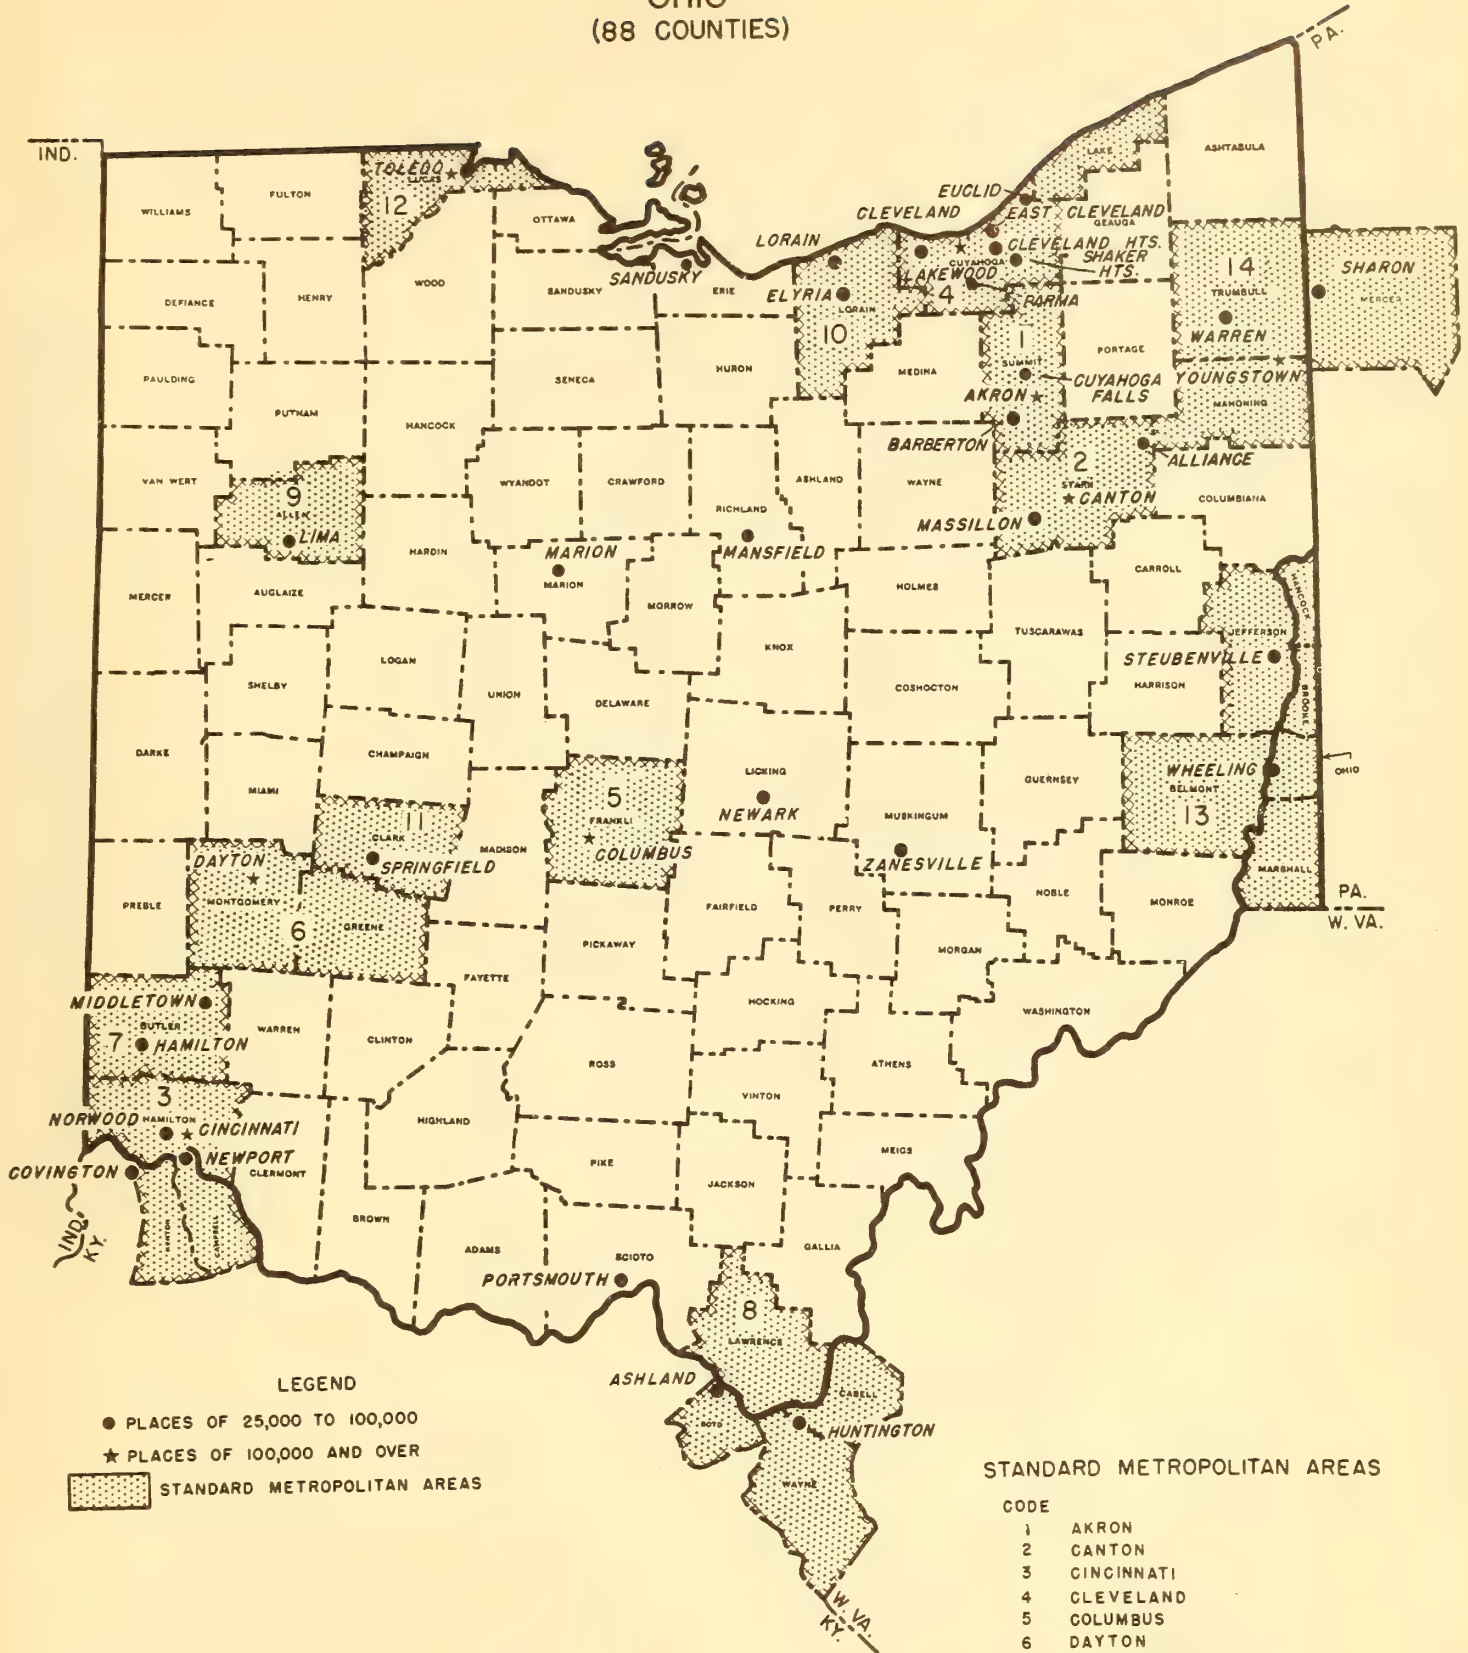 OHIO
(88 COUNTIES)
PA.
IND.
WILLIAMS
FULTON
TOLEDO
LUCAS
12
OTTAWA
SANDUSKY
LORAIN
CLEVELAND
EUCLID
LAKE
ASHTABULA
EAST CLEVELAND
GEAUGA
CLEVELAND HTS.
SHAKER
HTS.
CUYAHOGA
LAKEWOOD
4
PARMA
14
TRUMBULL
WARREN
SHARON
MERCER
DEFIANCE
HENRY
WOOD
SANDUSKY
ERIE
ELYRIA
LORAIN
10
1
SUMMIT
PORTAGE
CUYAHOGA
FALLS
YOUNGSTOWN
MAHONING
PAULDING
PUTNAM
HANCOCK
SENECA
HURON
MEDINA
AKRON
BARBERTON
ALLIANCE
VAN WERT
9
ALLEN
LIMA
WYANDOT
CRAWFORD
RICHLAND
MANSFIELD
ASHLAND
WAYNE
2
STARK
CANTON
MASSILLON
COLUMBIANA
MERCER
AUGLAIZE
HARDIN
MARION
MARION
MORROW
HOLMES
CARROLL
HANCOCK
SHELBY
LOGAN
UNION
DELAWARE
KNOX
COSHOCTON
TUSCARAWAS
HARRISON
JEFFERSON
STEUBENVILLE
BROOKE
DARKE
MIAMI
CHAMPAIGN
LICKING
NEWARK
GUERNSEY
WHEELING
BELMONT
13
OHIO
11
CLARK
SPRINGFIELD
MADISON
5
FRANKLI
COLUMBUS
MUSKINGUM
ZANESVILLE
MARSHALL
PA.
W. VA.
PREBLE
DAYTON
MONTGOMERY
6
GREENE
PICKAWAY
FAIRFIELD
PERRY
MORGAN
NOBLE
MONROE
MIDDLETOWN
BUTLER
7
HAMILTON
WARREN
CLINTON
FAYETTE
ROSS
HOCKING
ATHENS
WASHINGTON
3
NORWOOD
HAMILTON
CINCINNATI
COVINGTON
NEWPORT
CLERMONT
HIGHLAND
PIKE
VINTON
JACKSON
MEIGS
IND.
KY.
KENTON
CAMPBELL
BROWN
ADAMS
SCIOTO
PORTSMOUTH
GALLIA
8
LAWRENCE
ASHLAND
BOYD
CABELL
HUNTINGTON
WAYNE
W. VA.
KY.
LEGEND
PLACES OF 25,000 TO 100,000
PLACES OF 100,000 AND OVER
STANDARD METROPOLITAN AREAS
STANDARD METROPOLITAN AREAS
CODE
1 AKRON
2 CANTON
3 CINCINNATI
4 CLEVELAND
5 COLUMBUS
6 DAYTON